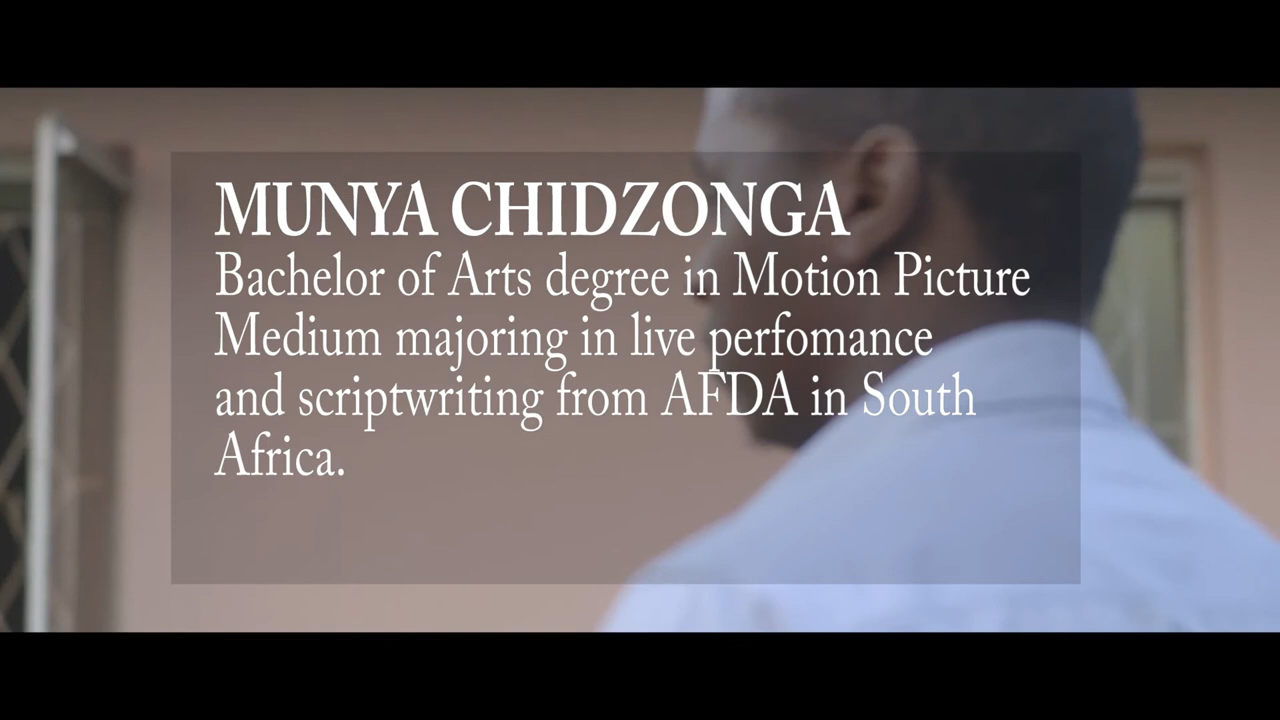 MUNYA CHIDZONGA
Bachelor of Arts degree in Motion Picture
Medium majoring in live perfomance
and scriptwriting from AFDA in South
Africa.